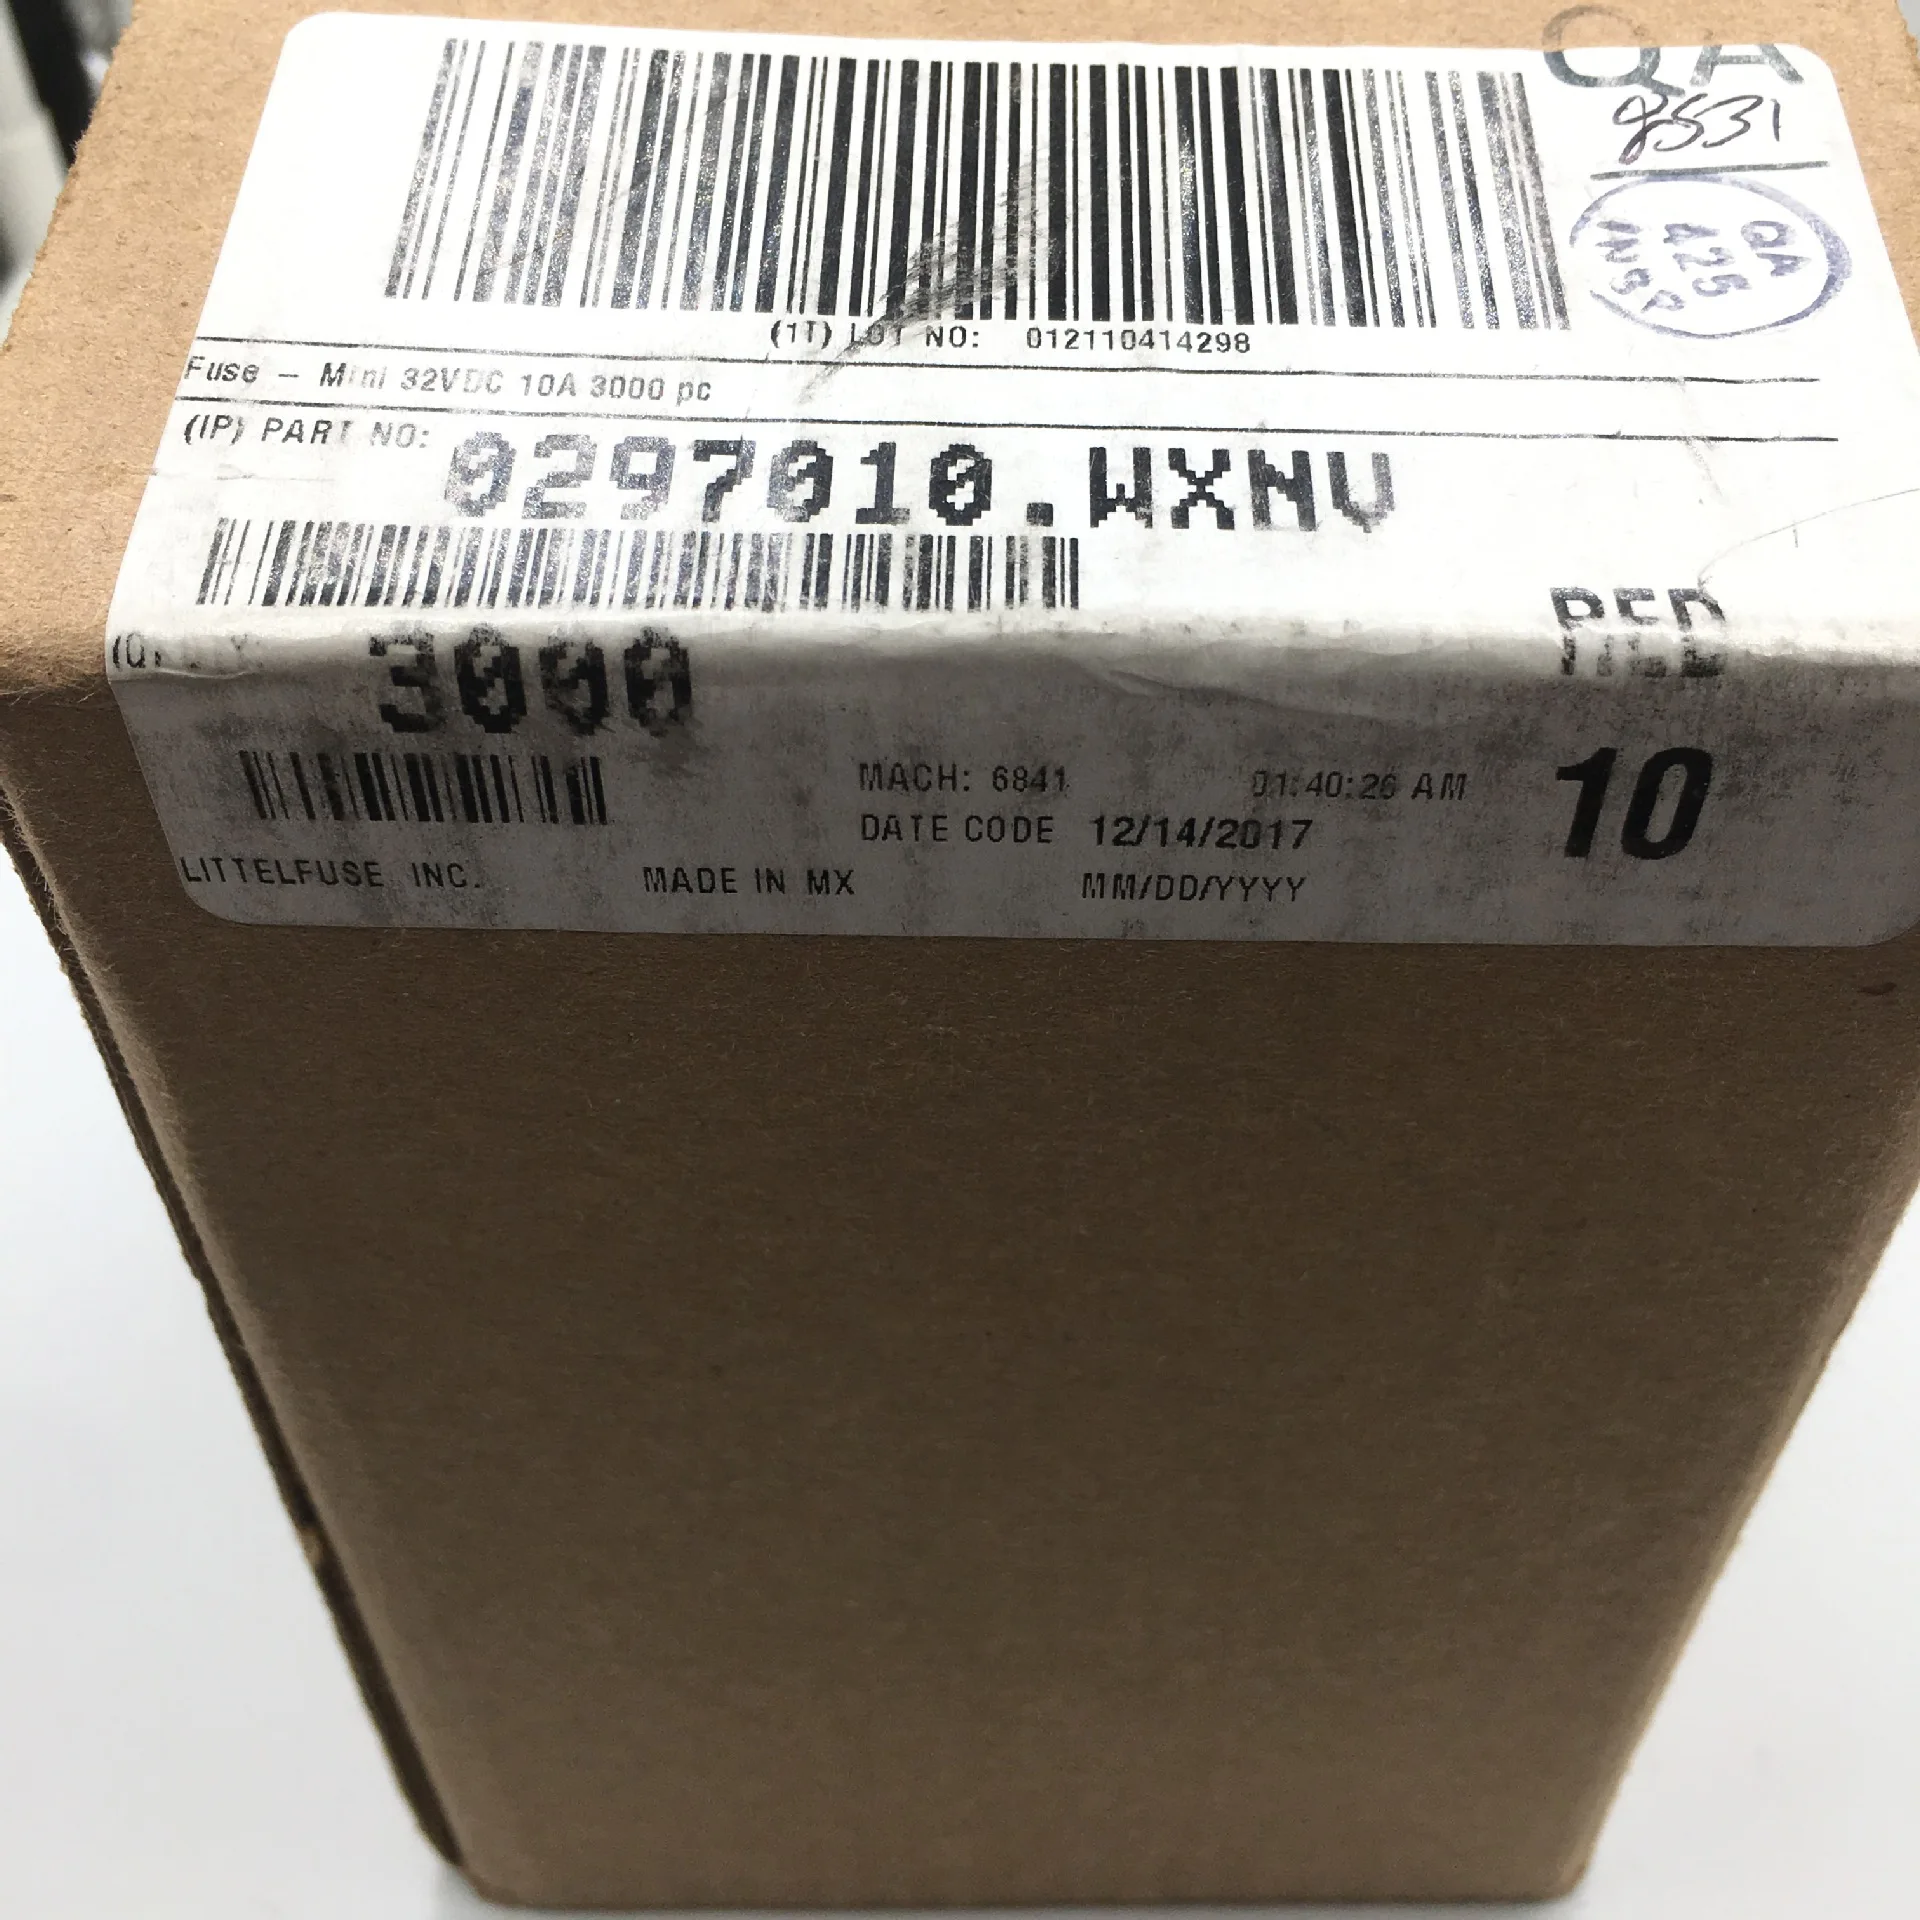 QA
8531
QA
425
INSP
(1T) LOT NO: 012110414298
Fuse – Mini 32VDC 10A 3000 pc
(IP) PART NO: 0297010.WXNV
RED
3000
10
MACH: 6841 01:40:26 AM
DATE CODE 12/14/2017
LITTELFUSE INC. MADE IN MX MM/DD/YYYY